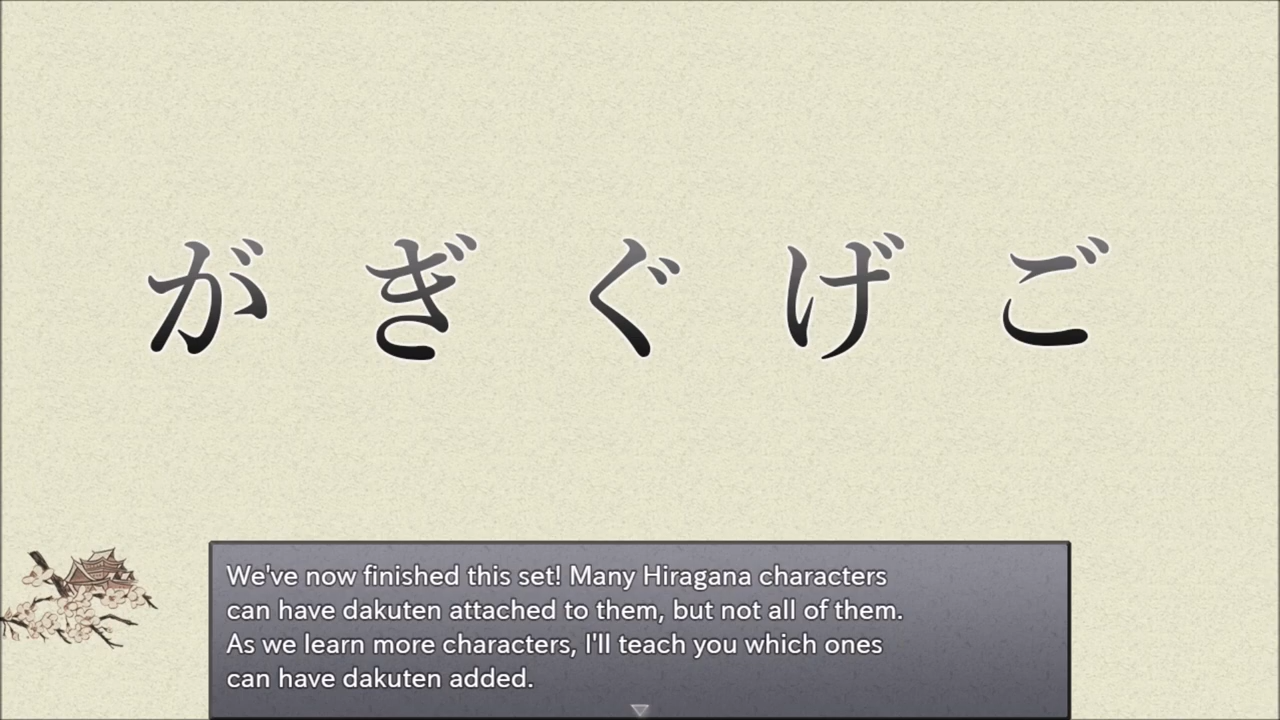 が ぎ ぐ げ ご
We've now finished this set! Many Hiragana characters
can have dakuten attached to them, but not all of them.
As we learn more characters, I'll teach you which ones
can have dakuten added.